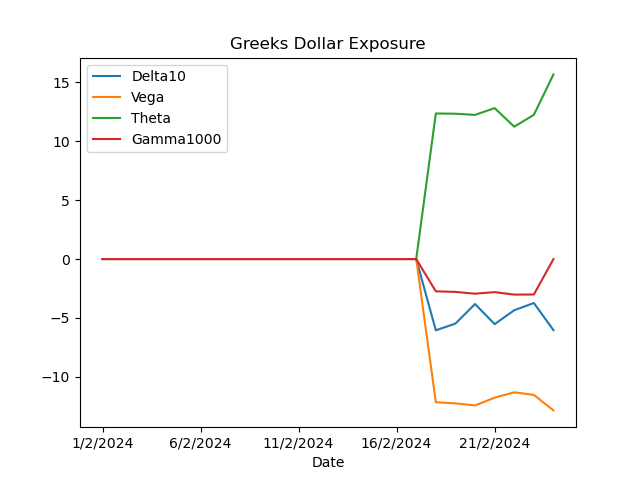 Greeks Dollar Exposure
Delta10
Vega
Theta
Gamma1000
15
10
5
0
−5
−10
1/2/2024 6/2/2024 11/2/2024 16/2/2024 21/2/2024
Date